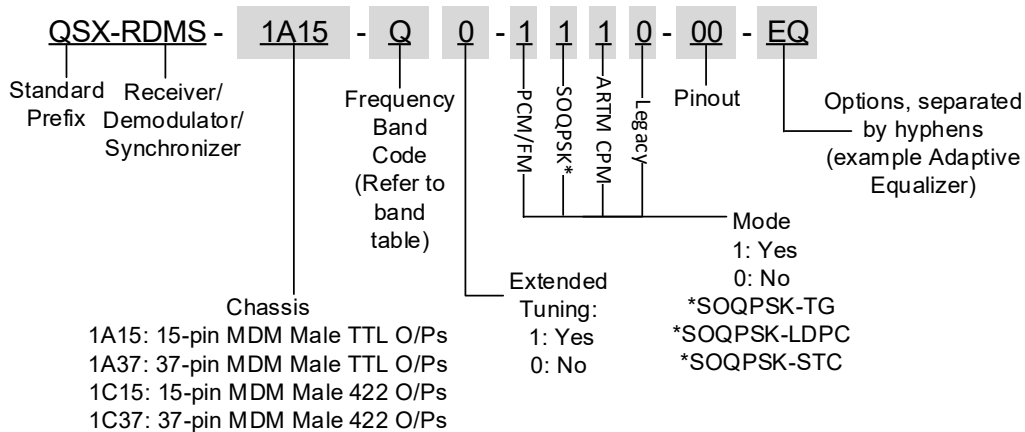 QSX-RDMS - 1A15 - Q 0 - 1 1 1 0 - 00 - EQ
Standard
Prefix
Receiver/
Demodulator/
Synchronizer
Frequency
Band
Code
(Refer to
band
table)
PCM/FM
SOQPSK*
ARTM CPM
Legacy
Pinout
Options, separated
by hyphens
(example Adaptive
Equalizer)
Mode
1: Yes
0: No
*SOQPSK-TG
*SOQPSK-LDPC
*SOQPSK-STC
Extended
Tuning:
1: Yes
0: No
Chassis
1A15: 15-pin MDM Male TTL O/Ps
1A37: 37-pin MDM Male TTL O/Ps
1C15: 15-pin MDM Male 422 O/Ps
1C37: 37-pin MDM Male 422 O/Ps